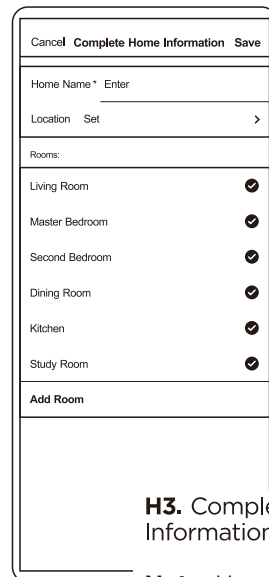 Cancel Complete Home Information Save
Home Name* Enter
Location Set >
Rooms:
Living Room
Master Bedroom
Second Bedroom
Dining Room
Kitchen
Study Room
Add Room
H3. Comple
Information